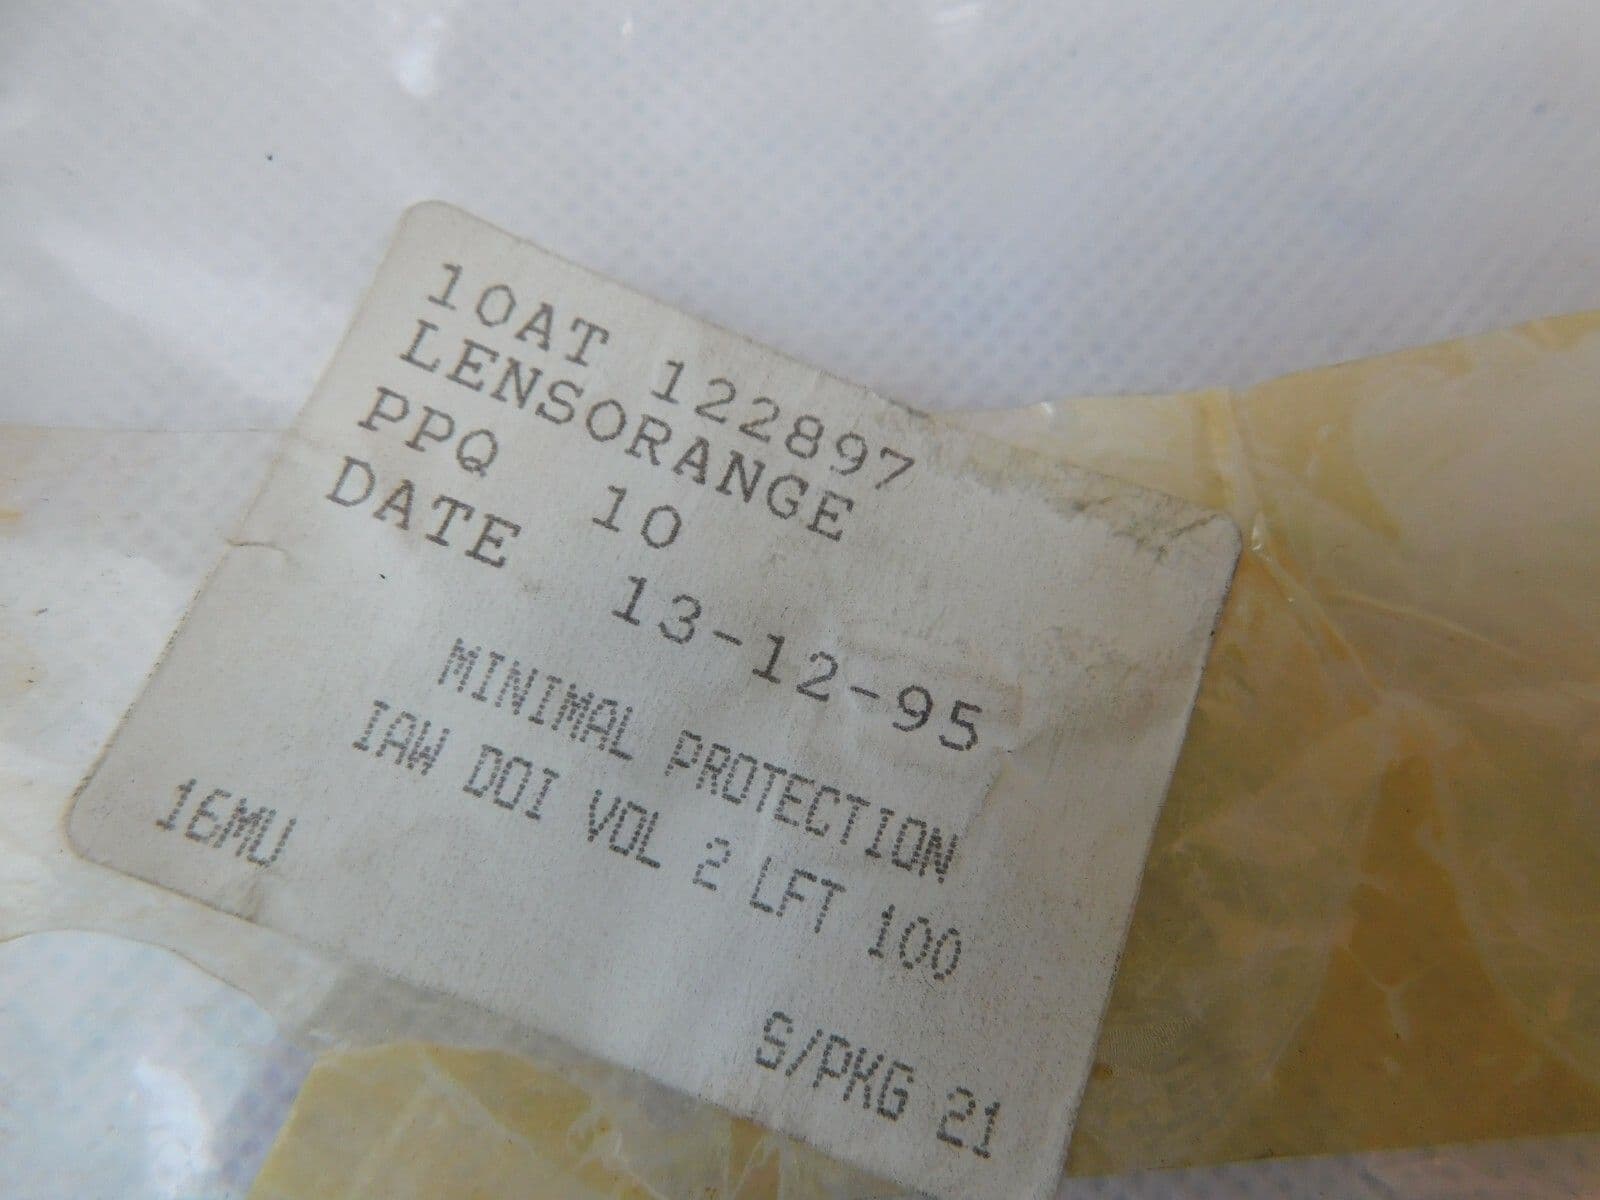 10AT 122897
LENSORANGE
PPQ 10
DATE 13-12-95
MINIMAL PROTECTION
IAW DOI VOL 2 LFT 100
16MU
S/PKG 21